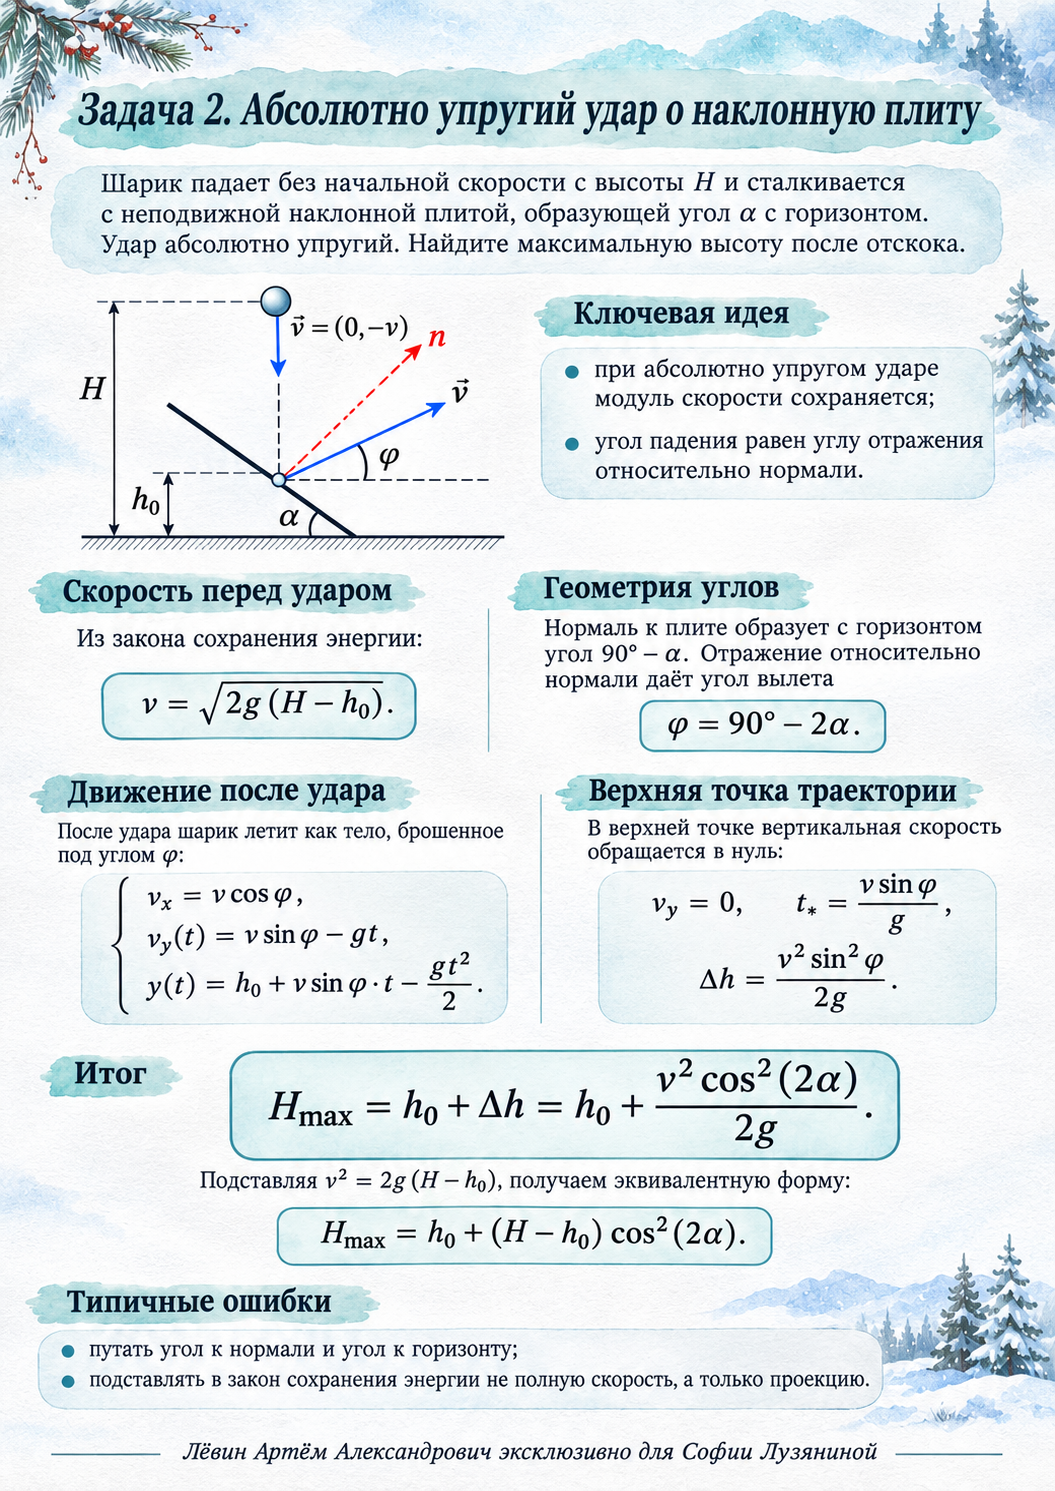 Задача 2. Абсолютно упругий удар о наклонную плиту
Шарик падает без начальной скорости с высоты H и сталкивается
с неподвижной наклонной плитой, образующей угол α с горизонтом.
Удар абсолютно упругий. Найдите максимальную высоту после отскока.
H
v⃗ = (0, −v)
n
v⃗
φ
h₀
α
Ключевая идея
• при абсолютно упругом ударе
модуль скорости сохраняется;
• угол падения равен углу отражения
относительно нормали.
Скорость перед ударом
Из закона сохранения энергии:
v = √(2g (H − h₀)).
Геометрия углов
Нормаль к плите образует с горизонтом
угол 90° − α. Отражение относительно
нормали даёт угол вылета
φ = 90° − 2α.
Движение после удара
После удара шарик летит как тело, брошенное
под углом φ:
vₓ = v cos φ,
v_y(t) = v sin φ − gt,
y(t) = h₀ + v sin φ · t − gt²/2.
Верхняя точка траектории
В верхней точке вертикальная скорость
обращается в нуль:
v_y = 0, t_* = v sin φ/g,
Δh = v² sin² φ/2g.
Итог
H_max = h₀ + Δh = h₀ + v² cos² (2α)/2g.
Подставляя v² = 2g (H − h₀), получаем эквивалентную форму:
H_max = h₀ + (H − h₀) cos² (2α).
Типичные ошибки
• путать угол к нормали и угол к горизонту;
• подставлять в закон сохранения энергии не полную скорость, а только проекцию.
Лёвин Артём Александрович эксклюзивно для Софии Лузяниной